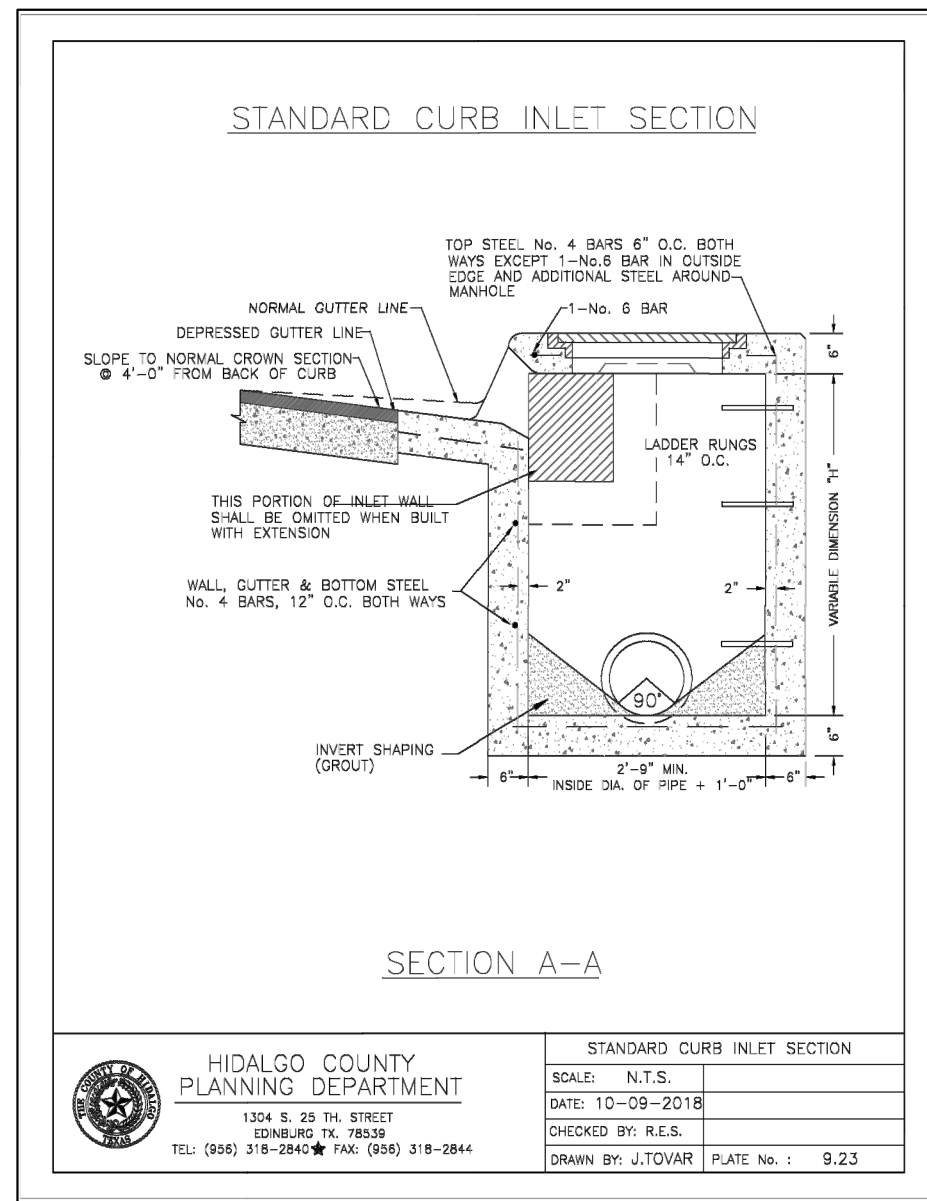 STANDARD CURB INLET SECTION
TOP STEEL No. 4 BARS 6" O.C. BOTH
WAYS EXCEPT 1-No.6 BAR IN OUTSIDE
EDGE AND ADDITIONAL STEEL AROUND
MANHOLE
1-No. 6 BAR
NORMAL GUTTER LINE
DEPRESSED GUTTER LINE
SLOPE TO NORMAL CROWN SECTION
@ 4'-0" FROM BACK OF CURB
6"
LADDER RUNGS
14" O.C.
VARIABLE DIMENSION "H"
THIS PORTION OF INLET WALL
SHALL BE OMITTED WHEN BUILT
WITH EXTENSION
WALL, GUTTER & BOTTOM STEEL
No. 4 BARS, 12" O.C. BOTH WAYS
2"
2"
90°
INVERT SHAPING
(GROUT)
6"
6"
2'-9" MIN.
INSIDE DIA. OF PIPE + 1'-0"
6"
SECTION A-A
THE COUNTY OF HIDALGO
TEXAS
HIDALGO COUNTY
PLANNING DEPARTMENT
1304 S. 25 TH. STREET
EDINBURG TX. 78539
TEL: (956) 318-2840 FAX: (956) 318-2844
STANDARD CURB INLET SECTION
SCALE: N.T.S.
DATE: 10-09-2018
CHECKED BY: R.E.S.
DRAWN BY: J.TOVAR
PLATE No. : 9.23